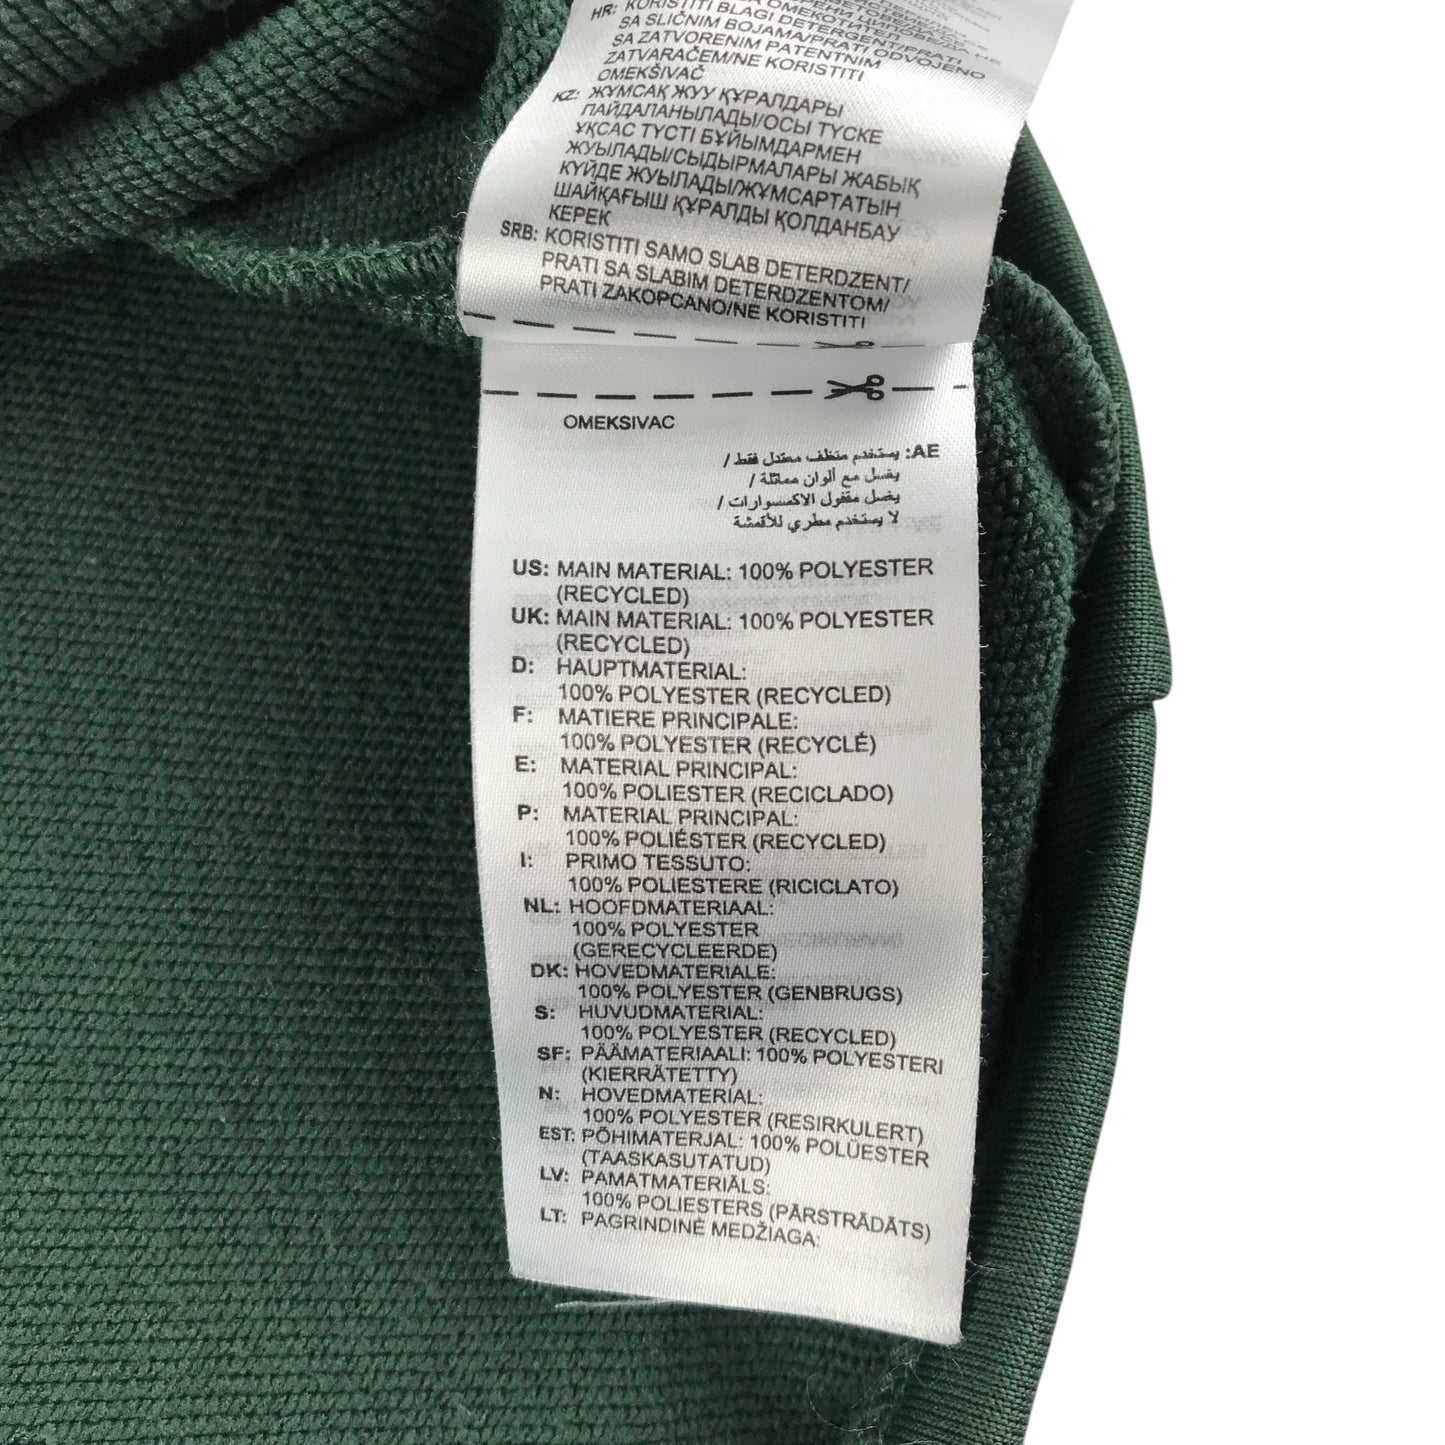 HR: KORISTITI BLAGI DETERGENT/PRATI
SA SLIČNIM BOJAMA/PRATI ODVOJENO
SA ZATVORENIM PATENTNIM
ZATVARAČEM/NE KORISTITI
OMEKŠIVAČ
KZ: ЖҰМСАҚ ЖУУ ҚҰРАЛДАРЫ
ПАЙДАЛАНЫЛАДЫ/ОСЫ ТҮСКЕ
ҰҚСАС ТҮСТІ БҰЙЫМДАРМЕН
ЖУЫЛАДЫ/СЫДЫРМАЛАРЫ ЖАБЫҚ
КҮЙДЕ ЖУЫЛАДЫ/ЖҰМСАРТАТЫН
ШАЙҚАҒЫШ ҚҰРАЛДЫ ҚОЛДАНБАУ
КЕРЕК
SRB: KORISTITI SAMO SLAB DETERDZENT/
PRATI SA SLABIM DETERDZENTOM/
PRATI ZAKOPCANO/NE KORISTITI
OMEKSIVAC
AE: يستخدم منظف معتدل فقط /
يغسل مع ألوان مماثلة /
يغسل مقفول الاكسسوارات /
لا يستخدم مطري للأقمشة
US: MAIN MATERIAL: 100% POLYESTER
(RECYCLED)
UK: MAIN MATERIAL: 100% POLYESTER
(RECYCLED)
D: HAUPTMATERIAL:
100% POLYESTER (RECYCLED)
F: MATIERE PRINCIPALE:
100% POLYESTER (RECYCLÉ)
E: MATERIAL PRINCIPAL:
100% POLIESTER (RECICLADO)
P: MATERIAL PRINCIPAL:
100% POLIÉSTER (RECYCLED)
I: PRIMO TESSUTO:
100% POLIESTERE (RICICLATO)
NL: HOOFDMATERIAAL:
100% POLYESTER
(GERECYCLEERDE)
DK: HOVEDMATERIALE:
100% POLYESTER (GENBRUGS)
S: HUVUDMATERIAL:
100% POLYESTER (RECYCLED)
SF: PÄÄMATERIAALI: 100% POLYESTERI
(KIERRÄTETTY)
N: HOVEDMATERIAL:
100% POLYESTER (RESIRKULERT)
EST: PÕHIMATERJAL: 100% POLÜESTER
(TAASKASUTATUD)
LV: PAMATMATERIĀLS:
100% POLIESTERS (PĀRSTRĀDĀTS)
LT: PAGRINDINĖ MEDŽIAGA: